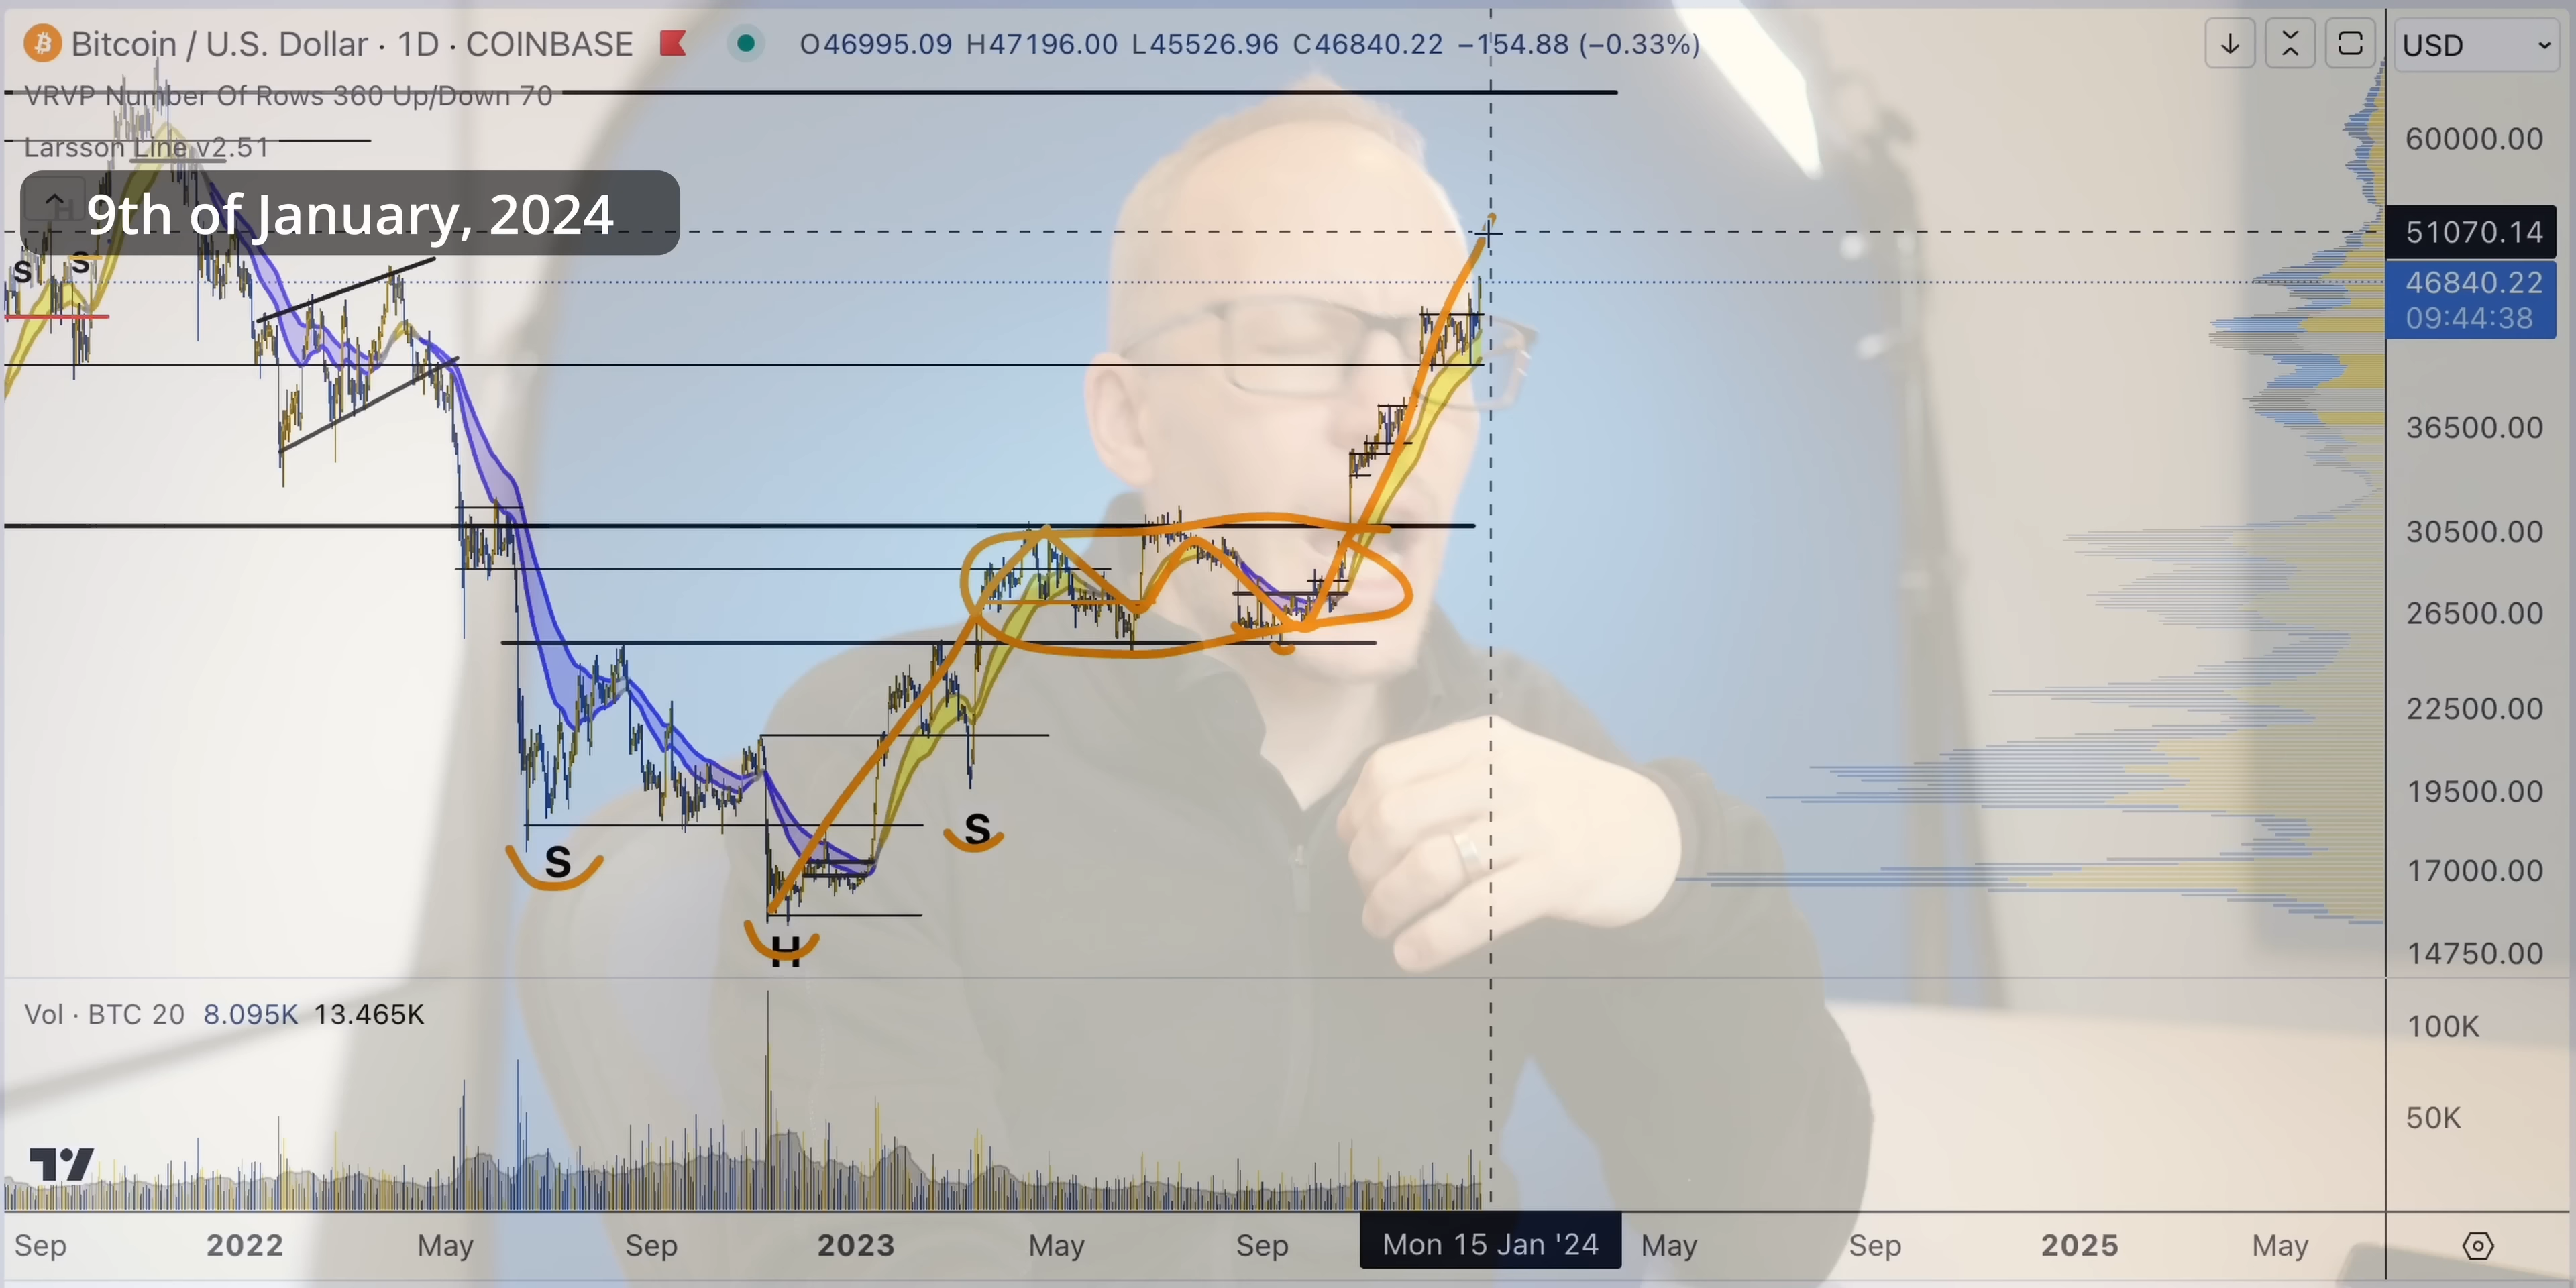 Bitcoin / U.S. Dollar · 1D · COINBASE O46995.09 H47196.00 L45526.96 C46840.22 −154.88 (−0.33%)
USD
VRVP Number Of Rows 360 Up/Down 70
Larsson Line v2.51
9th of January, 2024
60000.00
51070.14
46840.22
09:44:38
36500.00
30500.00
26500.00
22500.00
19500.00
17000.00
14750.00
S
S
H
S
S
H
S
Vol · BTC 20 8.095K 13.465K
100K
50K
Sep 2022 May Sep 2023 May Sep Mon 15 Jan '24 May Sep 2025 May